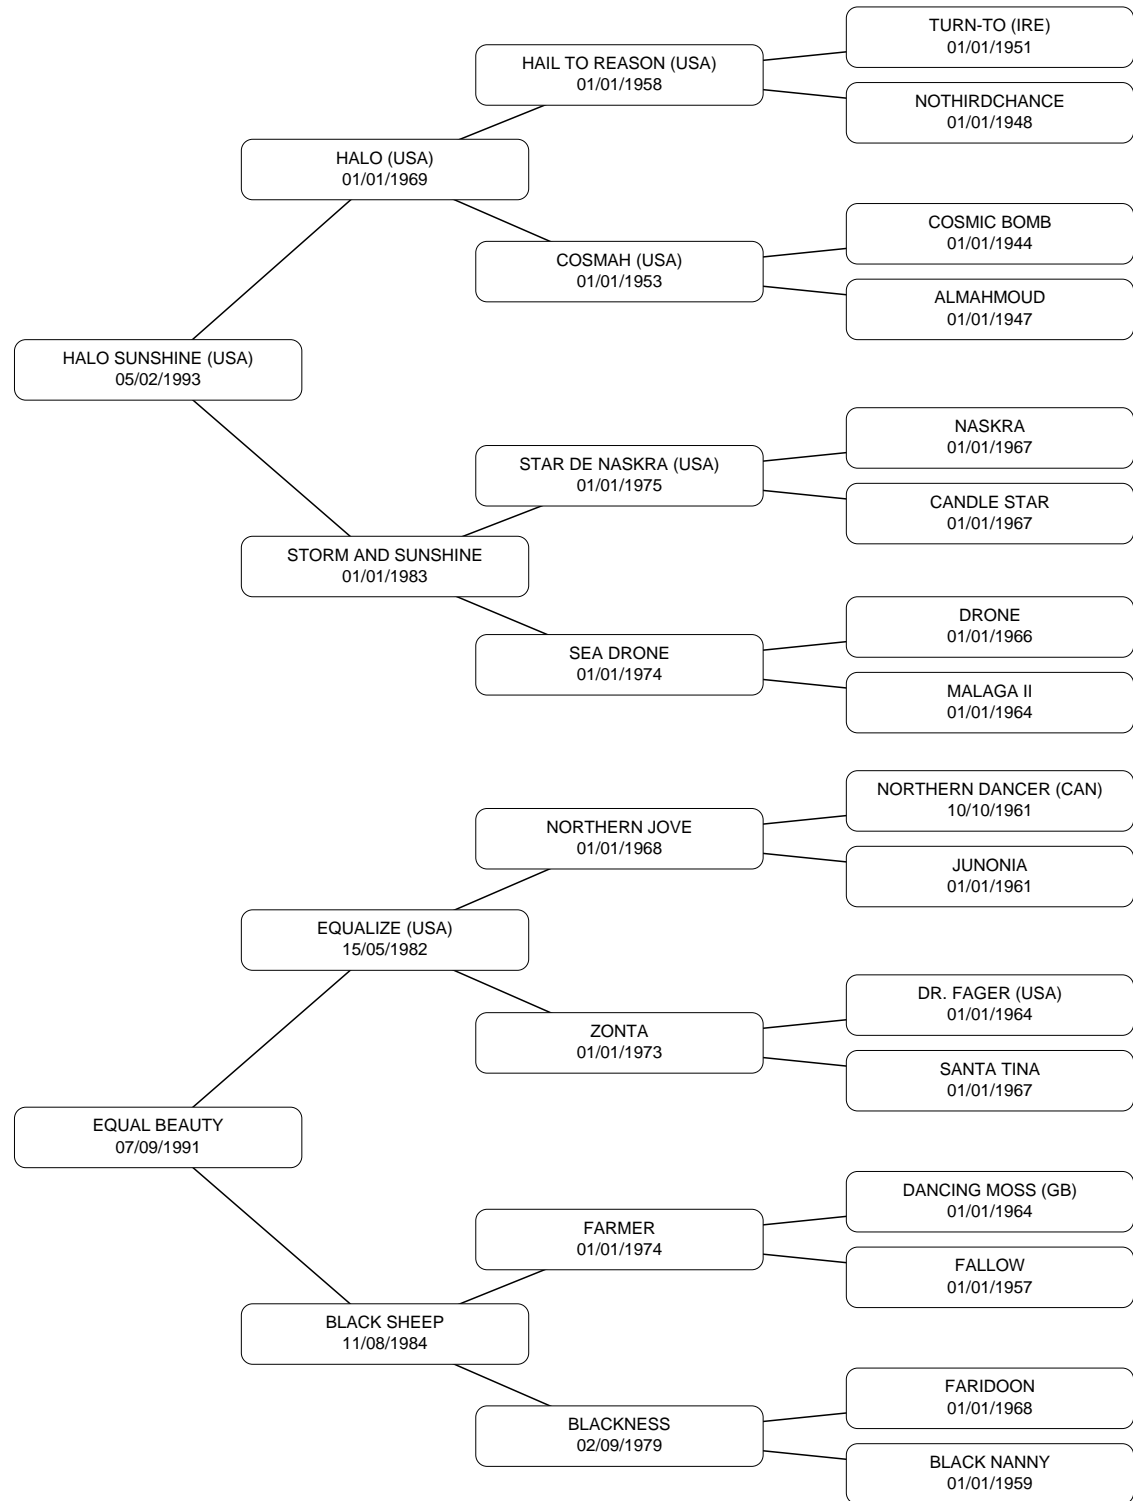 TURN-TO (IRE)
01/01/1951
HAIL TO REASON (USA)
01/01/1958
NOTHIRDCHANCE
01/01/1948
HALO (USA)
01/01/1969
COSMIC BOMB
01/01/1944
COSMAH (USA)
01/01/1953
ALMAHMOUD
01/01/1947
HALO SUNSHINE (USA)
05/02/1993
NASKRA
01/01/1967
STAR DE NASKRA (USA)
01/01/1975
CANDLE STAR
01/01/1967
STORM AND SUNSHINE
01/01/1983
DRONE
01/01/1966
SEA DRONE
01/01/1974
MALAGA II
01/01/1964
NORTHERN DANCER (CAN)
10/10/1961
NORTHERN JOVE
01/01/1968
JUNONIA
01/01/1961
EQUALIZE (USA)
15/05/1982
DR. FAGER (USA)
01/01/1964
ZONTA
01/01/1973
SANTA TINA
01/01/1967
EQUAL BEAUTY
07/09/1991
DANCING MOSS (GB)
01/01/1964
FARMER
01/01/1974
FALLOW
01/01/1957
BLACK SHEEP
11/08/1984
FARIDOON
01/01/1968
BLACKNESS
02/09/1979
BLACK NANNY
01/01/1959